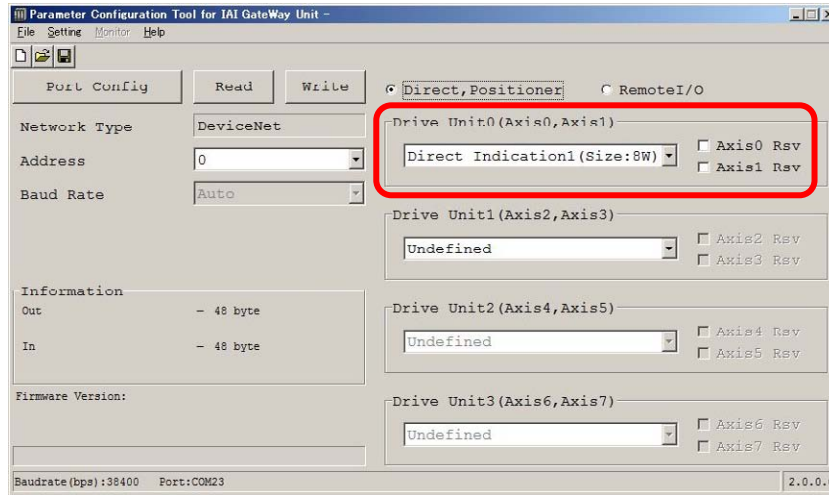 Parameter Configuration Tool for IAI GateWay Unit -
File Setting Monitor Help
Port Config Read Write
Direct,Positioner RemoteI/O
Network Type DeviceNet
Address 0
Baud Rate Auto
Drive Unit0(Axis0,Axis1)
Direct Indication1(Size:8W)
Axis0 Rsv
Axis1 Rsv
Drive Unit1(Axis2,Axis3)
Undefined
Axis2 Rsv
Axis3 Rsv
Information
Out - 48 byte
In - 48 byte
Drive Unit2(Axis4,Axis5)
Undefined
Axis4 Rsv
Axis5 Rsv
Firmware Version:
Drive Unit3(Axis6,Axis7)
Undefined
Axis6 Rsv
Axis7 Rsv
Baudrate(bps):38400 Port:COM23
2.0.0.